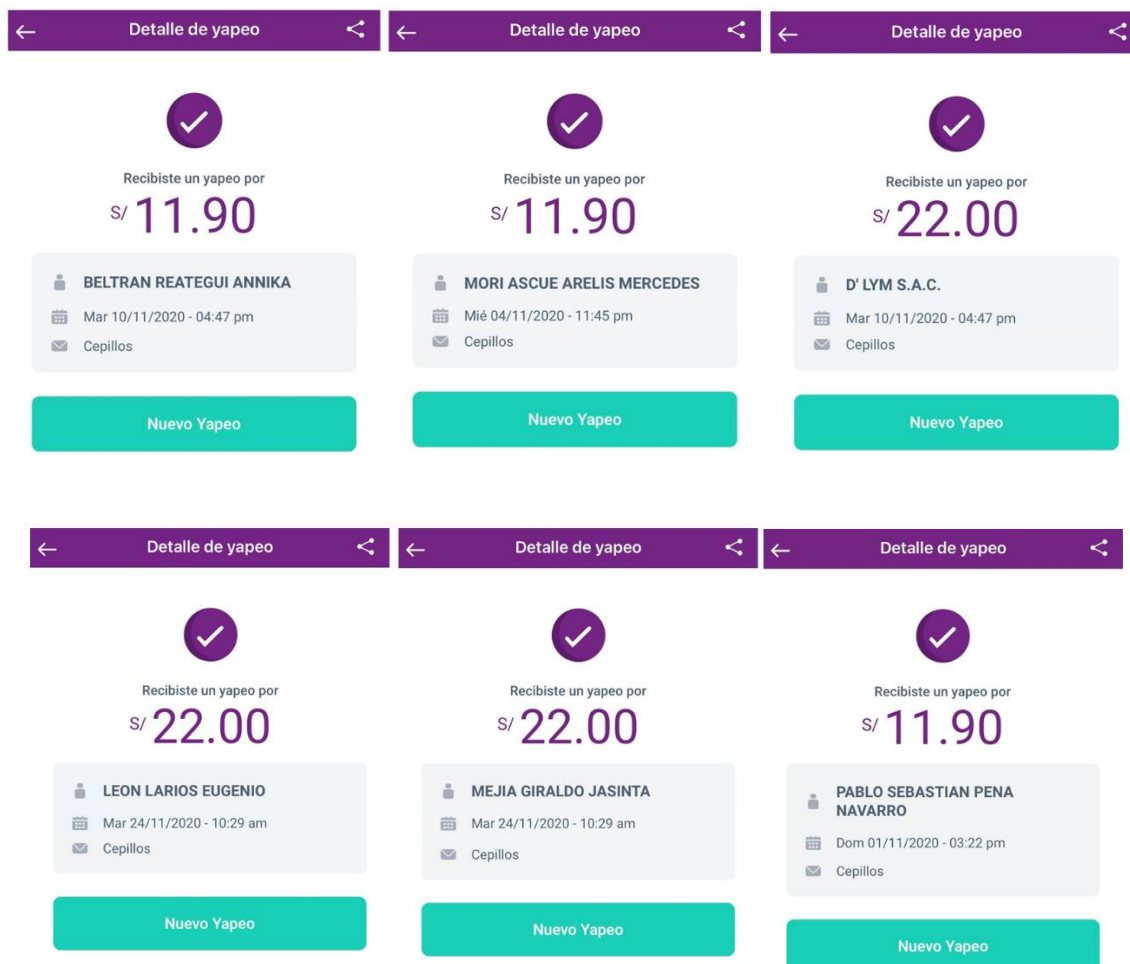 Detalle de yapeo
Recibiste un yapeo por
S/ 11.90
BELTRAN REATEGUI ANNIKA
Mar 10/11/2020 - 04:47 pm
Cepillos
Nuevo Yapeo
Detalle de yapeo
Recibiste un yapeo por
S/ 11.90
MORI ASCUE ARELIS MERCEDES
Mié 04/11/2020 - 11:45 pm
Cepillos
Nuevo Yapeo
Detalle de yapeo
Recibiste un yapeo por
S/ 22.00
D' LYM S.A.C.
Mar 10/11/2020 - 04:47 pm
Cepillos
Nuevo Yapeo
Detalle de yapeo
Recibiste un yapeo por
S/ 22.00
LEON LARIOS EUGENIO
Mar 24/11/2020 - 10:29 am
Cepillos
Nuevo Yapeo
Detalle de yapeo
Recibiste un yapeo por
S/ 22.00
MEJIA GIRALDO JASINTA
Mar 24/11/2020 - 10:29 am
Cepillos
Nuevo Yapeo
Detalle de yapeo
Recibiste un yapeo por
S/ 11.90
PABLO SEBASTIAN PENA
NAVARRO
Dom 01/11/2020 - 03:22 pm
Cepillos
Nuevo Yapeo